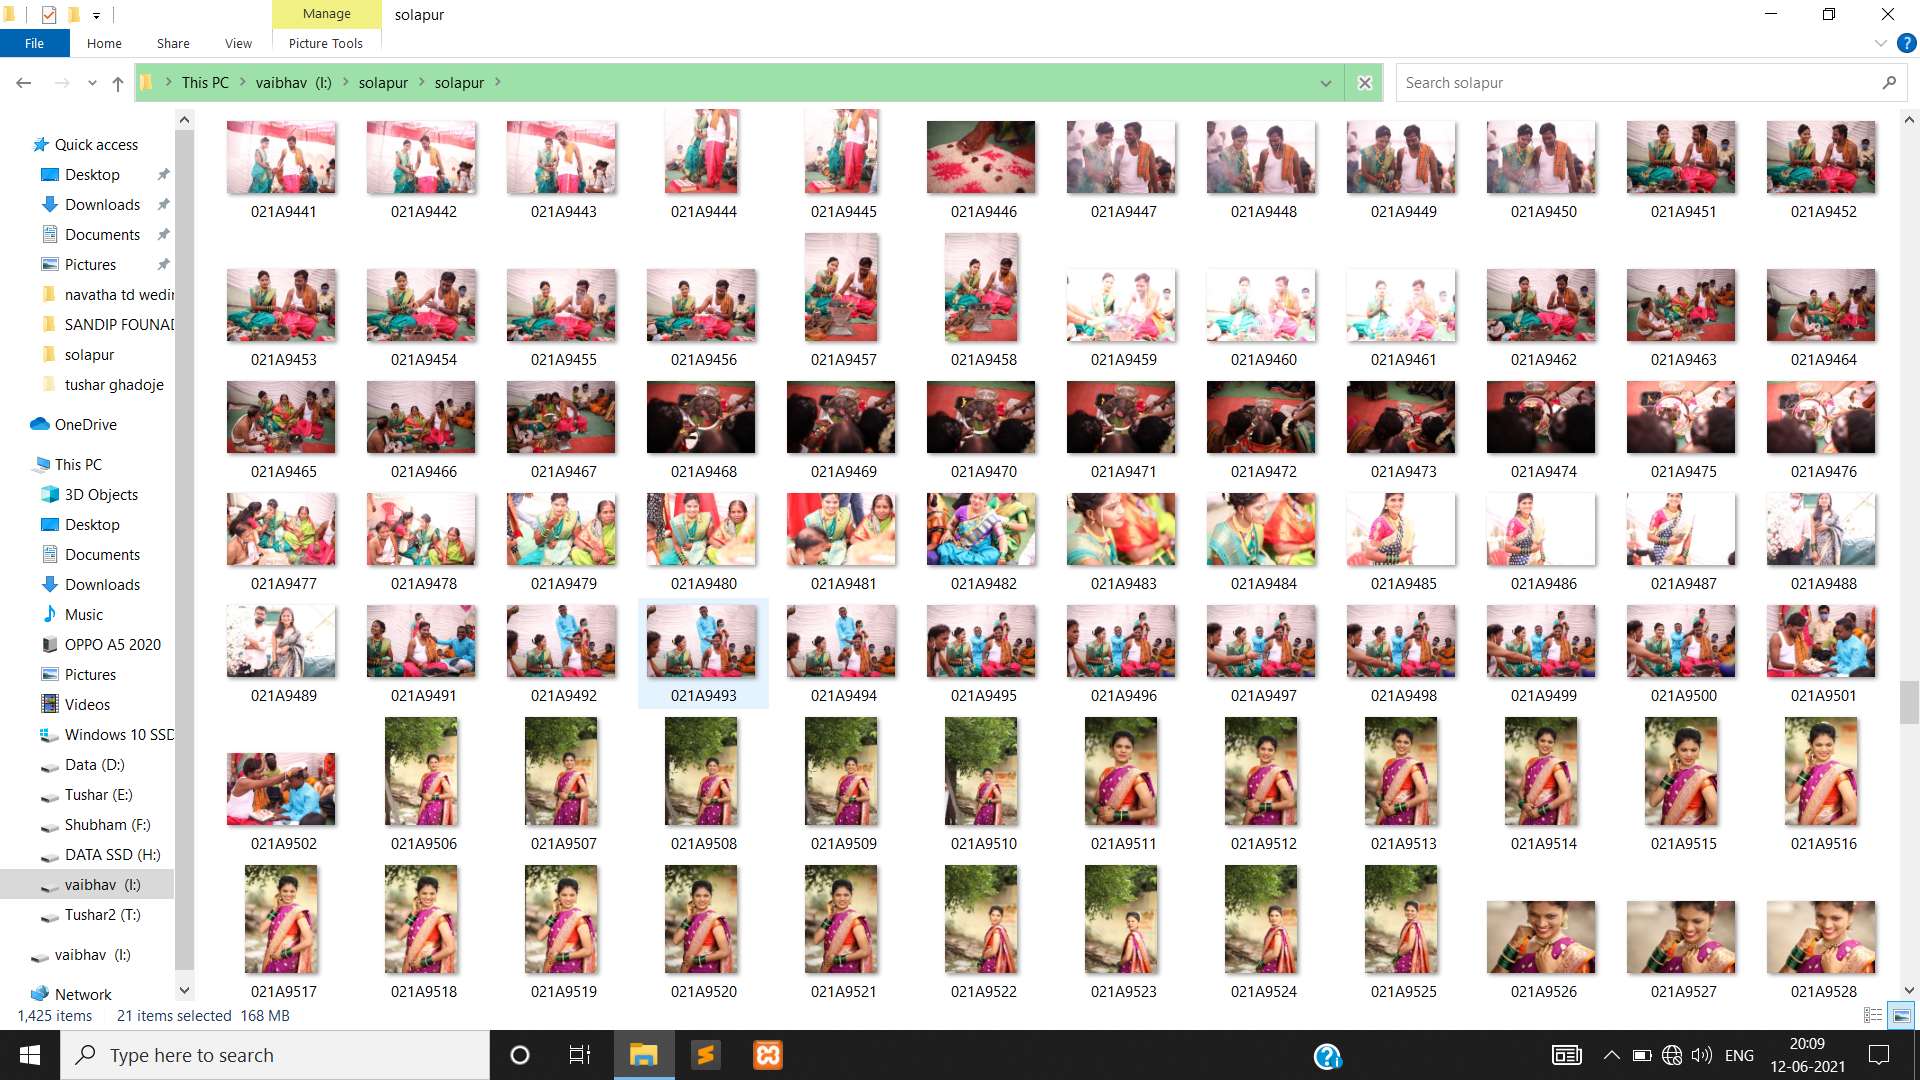 Manage
solapur
File
Home
Share
View
Picture Tools
This PC
vaibhav (I:)
solapur
solapur
Search solapur
Quick access
Desktop
Downloads
Documents
Pictures
navatha td wedin
SANDIP FOUNAD
solapur
tushar ghadoje
OneDrive
This PC
3D Objects
Desktop
Documents
Downloads
Music
OPPO A5 2020
Pictures
Videos
Windows 10 SSD
Data (D:)
Tushar (E:)
Shubham (F:)
DATA SSD (H:)
vaibhav (I:)
Tushar2 (T:)
vaibhav (I:)
Network
021A9441 021A9442 021A9443 021A9444 021A9445 021A9446 021A9447 021A9448 021A9449 021A9450 021A9451 021A9452
021A9453 021A9454 021A9455 021A9456 021A9457 021A9458 021A9459 021A9460 021A9461 021A9462 021A9463 021A9464
021A9465 021A9466 021A9467 021A9468 021A9469 021A9470 021A9471 021A9472 021A9473 021A9474 021A9475 021A9476
021A9477 021A9478 021A9479 021A9480 021A9481 021A9482 021A9483 021A9484 021A9485 021A9486 021A9487 021A9488
021A9489 021A9491 021A9492 021A9493 021A9494 021A9495 021A9496 021A9497 021A9498 021A9499 021A9500 021A9501
021A9502 021A9506 021A9507 021A9508 021A9509 021A9510 021A9511 021A9512 021A9513 021A9514 021A9515 021A9516
021A9517 021A9518 021A9519 021A9520 021A9521 021A9522 021A9523 021A9524 021A9525 021A9526 021A9527 021A9528
1,425 items 21 items selected 168 MB
Type here to search
ENG
20:09
12-06-2021